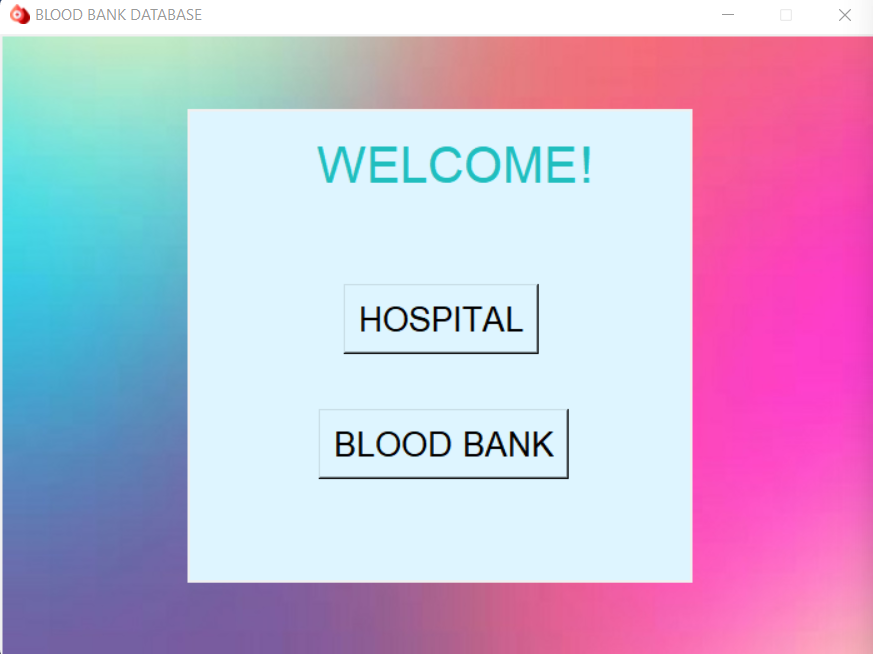 BLOOD BANK DATABASE
WELCOME!
HOSPITAL
BLOOD BANK